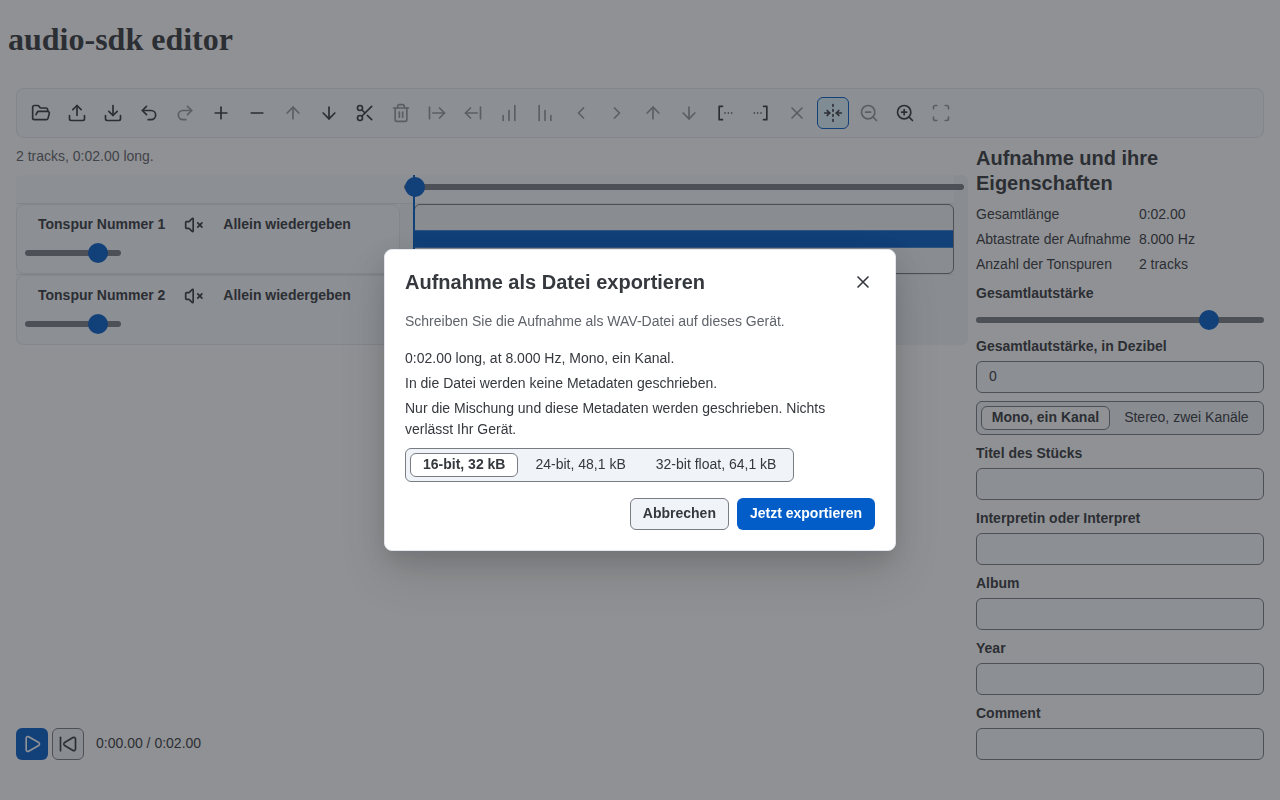 audio-sdk editor
2 tracks, 0:02.00 long.
Tonspur Nummer 1
Allein wiedergeben
Tonspur Nummer 2
Allein wiedergeben
Aufnahme als Datei exportieren
Schreiben Sie die Aufnahme als WAV-Datei auf dieses Gerät.
0:02.00 long, at 8.000 Hz, Mono, ein Kanal.
In die Datei werden keine Metadaten geschrieben.
Nur die Mischung und diese Metadaten werden geschrieben. Nichts
verlässt Ihr Gerät.
16-bit, 32 kB 24-bit, 48,1 kB 32-bit float, 64,1 kB
Abbrechen Jetzt exportieren
Aufnahme und ihre
Eigenschaften
Gesamtlänge 0:02.00
Abtastrate der Aufnahme 8.000 Hz
Anzahl der Tonspuren 2 tracks
Gesamtlautstärke
Gesamtlautstärke, in Dezibel
0
Mono, ein Kanal Stereo, zwei Kanäle
Titel des Stücks
Interpretin oder Interpret
Album
Year
Comment
0:00.00 / 0:02.00